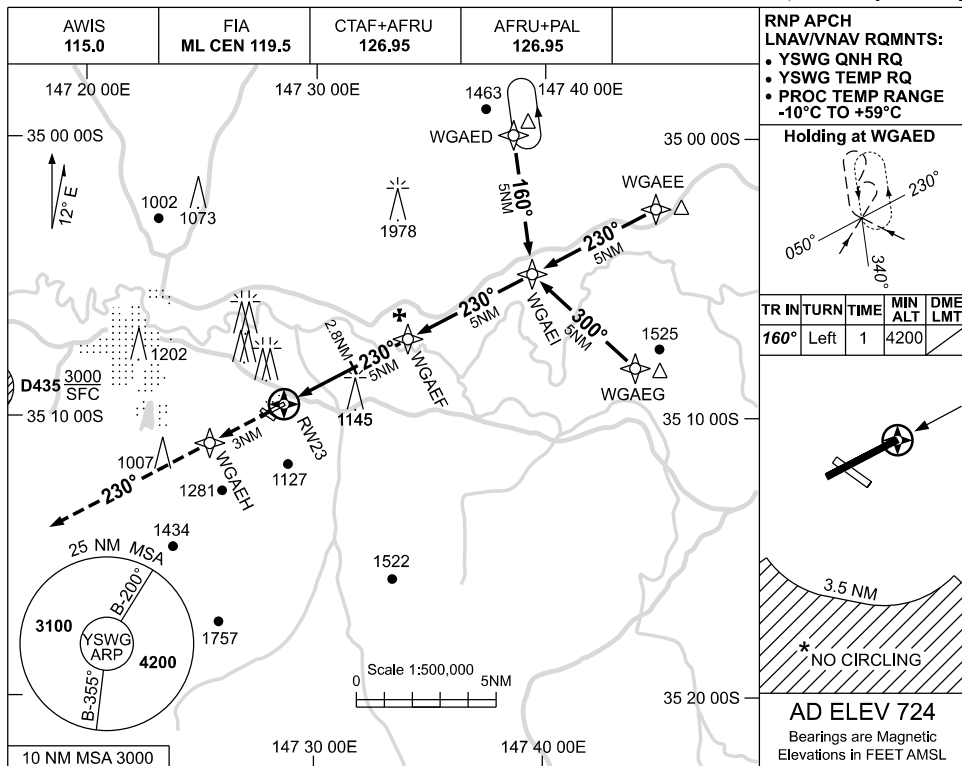 AWIS
115.0
FIA
ML CEN 119.5
CTAF+AFRU
126.95
AFRU+PAL
126.95
RNP APCH
LNAV/VNAV RQMNTS:
• YSWG QNH RQ
• YSWG TEMP RQ
• PROC TEMP RANGE
-10°C TO +59°C
147 20 00E
147 30 00E
147 40 00E
35 00 00S
35 00 00S
1463
WGAED
160°
5NM
WGAEE
230°
5NM
12° E
1002
1073
1978
WGAEI
230°
5NM
300°
5NM
1525
WGAEG
2.8NM
230°
5NM
WGAEF
1202
D435 3000
SFC
35 10 00S
35 10 00S
1145
RW23
3NM
WGAEH
1007
230°
1281
1127
1434
1522
1757
25 NM MSA
B-200°
3100
YSWG
ARP
4200
B-355°
Scale 1:500,000
0
5NM
35 20 00S
147 30 00E
147 40 00E
10 NM MSA 3000
Holding at WGAED
230°
050°
340°
TR IN TURN TIME MIN ALT DME LMT
160° Left 1 4200
3.5 NM
* NO CIRCLING
AD ELEV 724
Bearings are Magnetic
Elevations in FEET AMSL